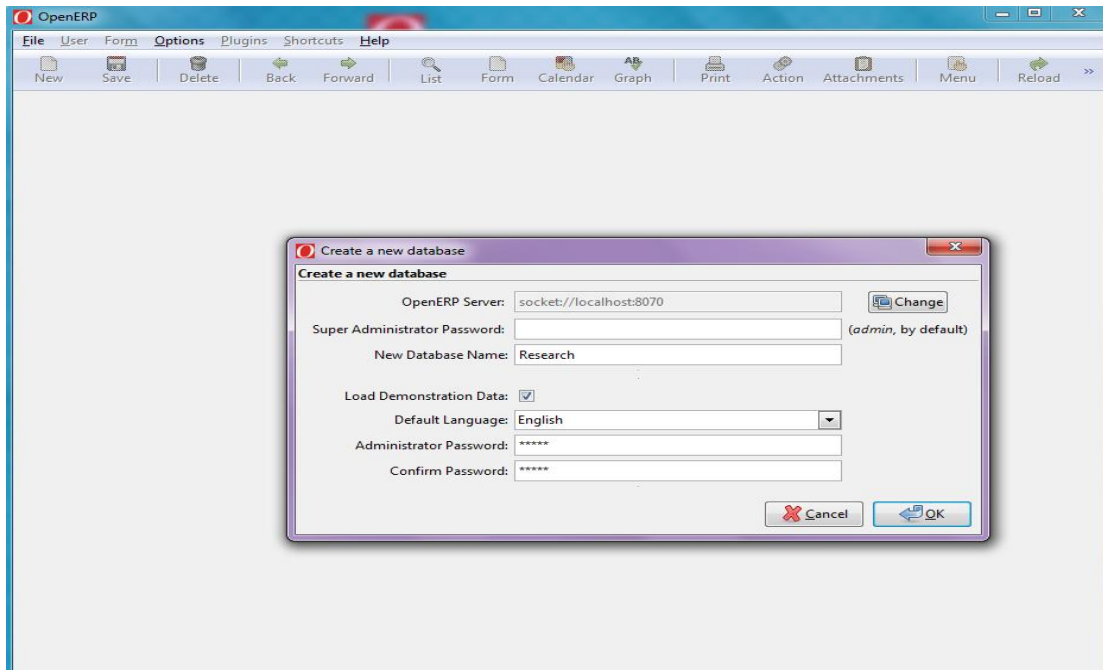 OpenERP
File User Form Options Plugins Shortcuts Help
New Save Delete Back Forward List Form Calendar Graph Print Action Attachments Menu Reload »
Create a new database
Create a new database
OpenERP Server: socket://localhost:8070 Change
Super Administrator Password: (admin, by default)
New Database Name: Research
Load Demonstration Data:
Default Language: English
Administrator Password: *****
Confirm Password: *****
Cancel OK